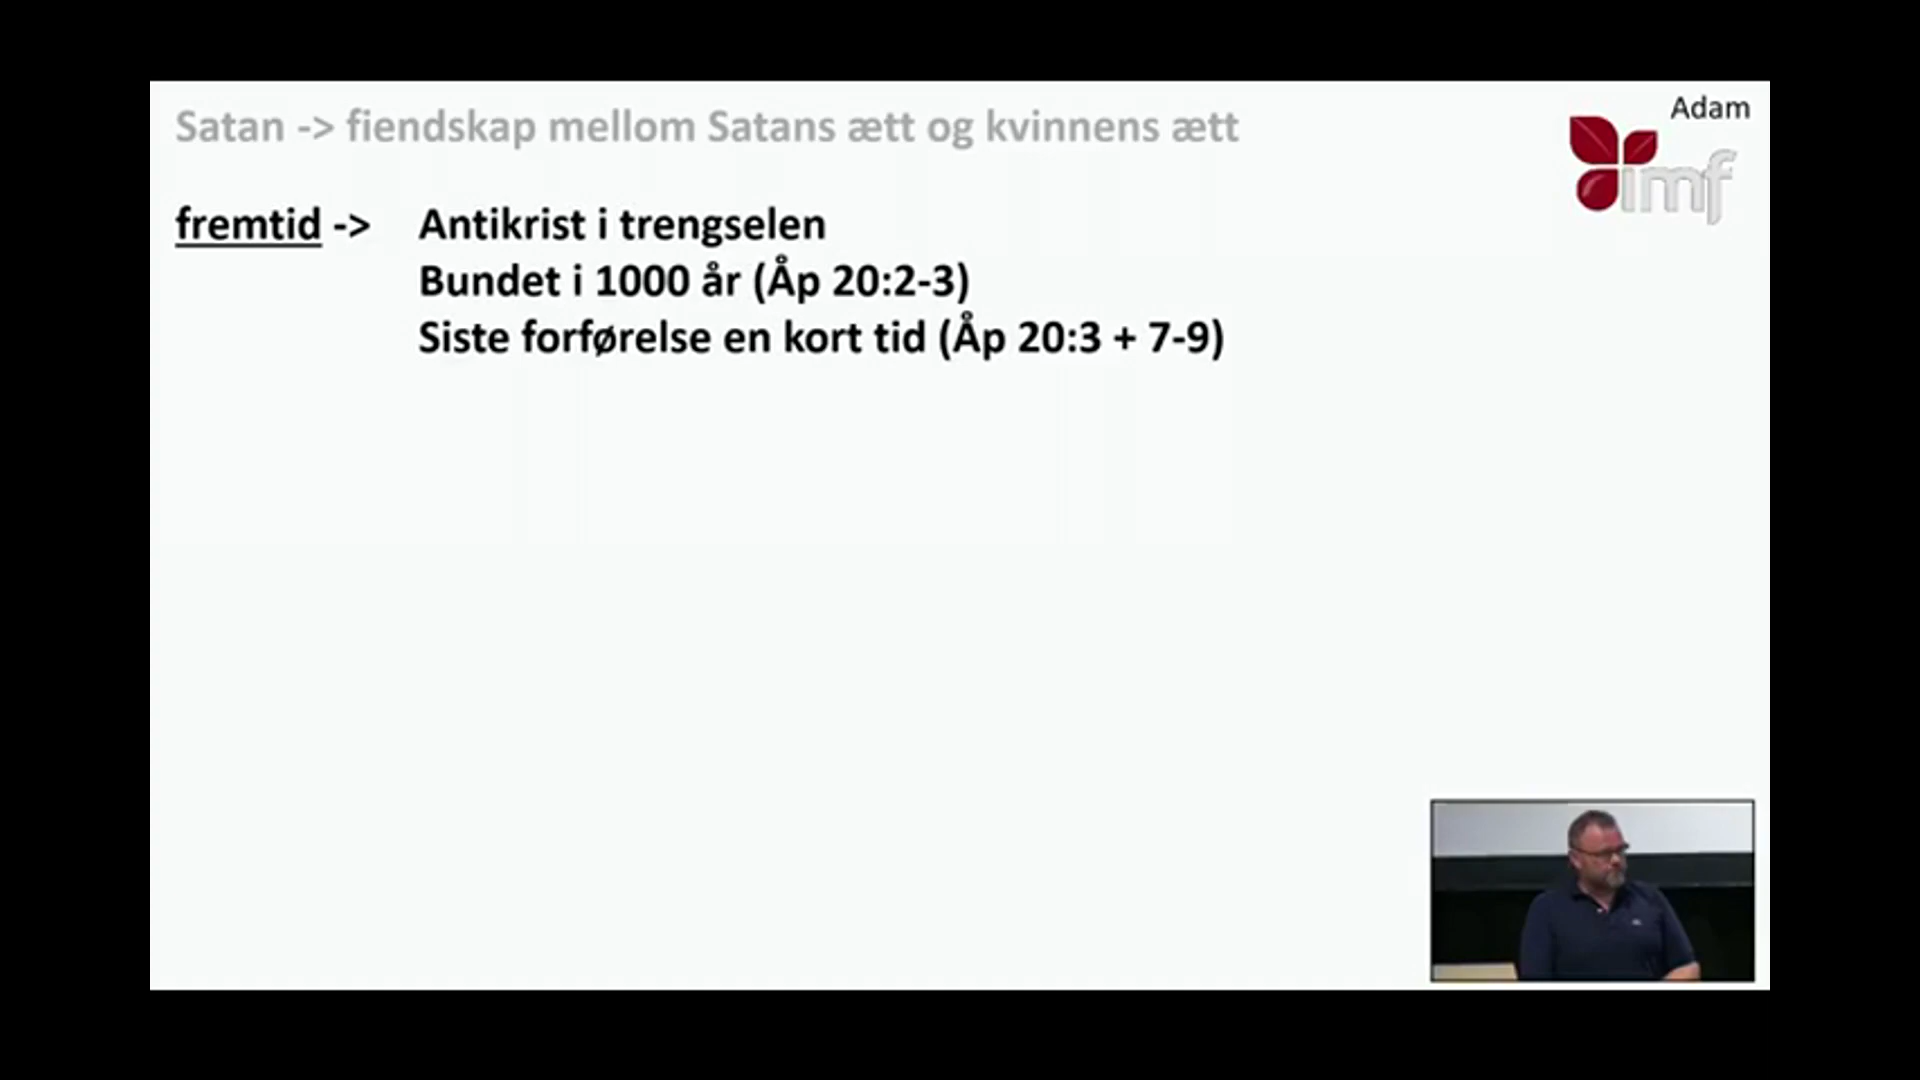 Adam
Satan -> fiendskap mellom Satans ætt og kvinnens ætt
imf
fremtid -> Antikrist i trengselen
Bundet i 1000 år (Åp 20:2-3)
Siste forførelse en kort tid (Åp 20:3 + 7-9)